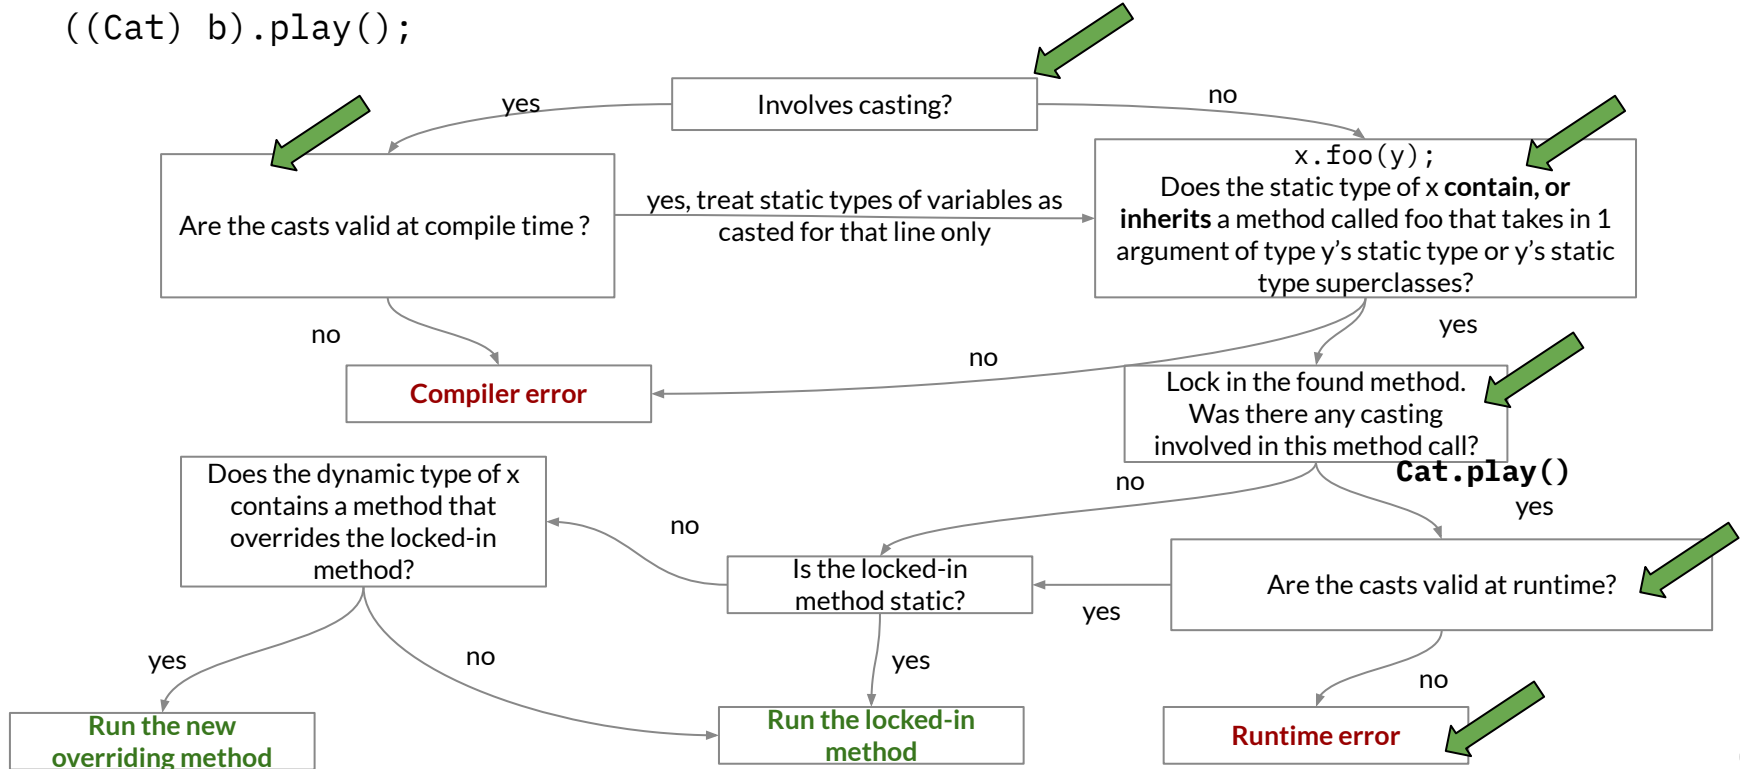 ((Cat) b).play();
Involves casting?
yes
no
Are the casts valid at compile time ?
yes, treat static types of variables as
casted for that line only
x.foo(y);
Does the static type of x contain, or
inherits a method called foo that takes in 1
argument of type y’s static type or y’s static
type superclasses?
no
Compiler error
no
yes
Lock in the found method.
Was there any casting
involved in this method call?
Cat.play()
no
yes
Does the dynamic type of x
contains a method that
overrides the locked-in
method?
no
Is the locked-in
method static?
yes
Are the casts valid at runtime?
yes
no
yes
no
Run the new
overriding method
Run the locked-in
method
Runtime error